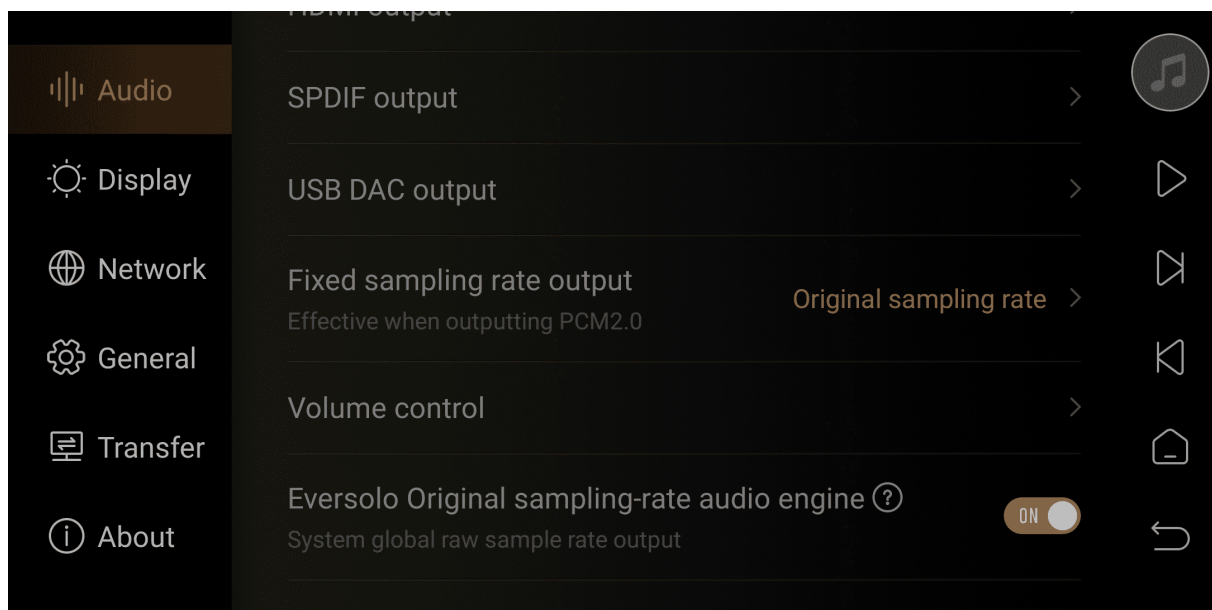 HDMI output
Audio
SPDIF output
Display
USB DAC output
Network
Fixed sampling rate output
Original sampling rate
Effective when outputting PCM2.0
General
Volume control
Transfer
Eversolo Original sampling-rate audio engine ?
ON
System global raw sample rate output
About